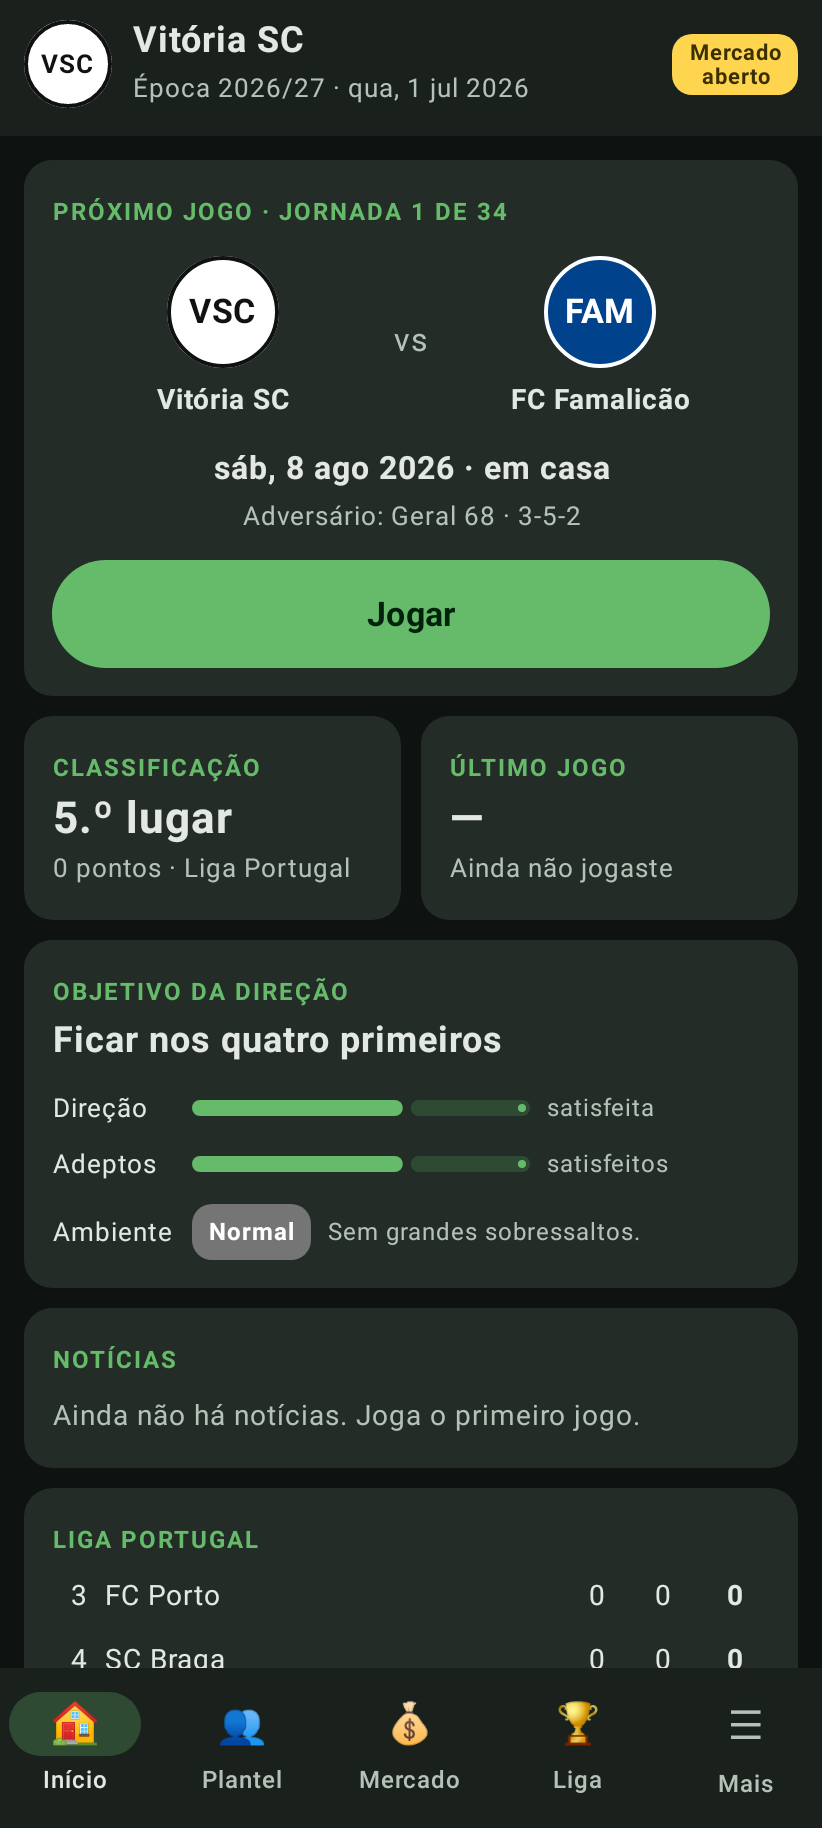 VSC
Vitória SC
Época 2026/27 · qua, 1 jul 2026
Mercado
aberto
PRÓXIMO JOGO · JORNADA 1 DE 34
VSC
vs
FAM
Vitória SC
FC Famalicão
sáb, 8 ago 2026 · em casa
Adversário: Geral 68 · 3-5-2
Jogar
CLASSIFICAÇÃO
5.º lugar
0 pontos · Liga Portugal
ÚLTIMO JOGO
—
Ainda não jogaste
OBJETIVO DA DIREÇÃO
Ficar nos quatro primeiros
Direção satisfeita
Adeptos satisfeitos
Ambiente Normal Sem grandes sobressaltos.
NOTÍCIAS
Ainda não há notícias. Joga o primeiro jogo.
LIGA PORTUGAL
3 FC Porto 0 0 0
4 SC Braga 0 0 0
Início
Plantel
Mercado
Liga
Mais